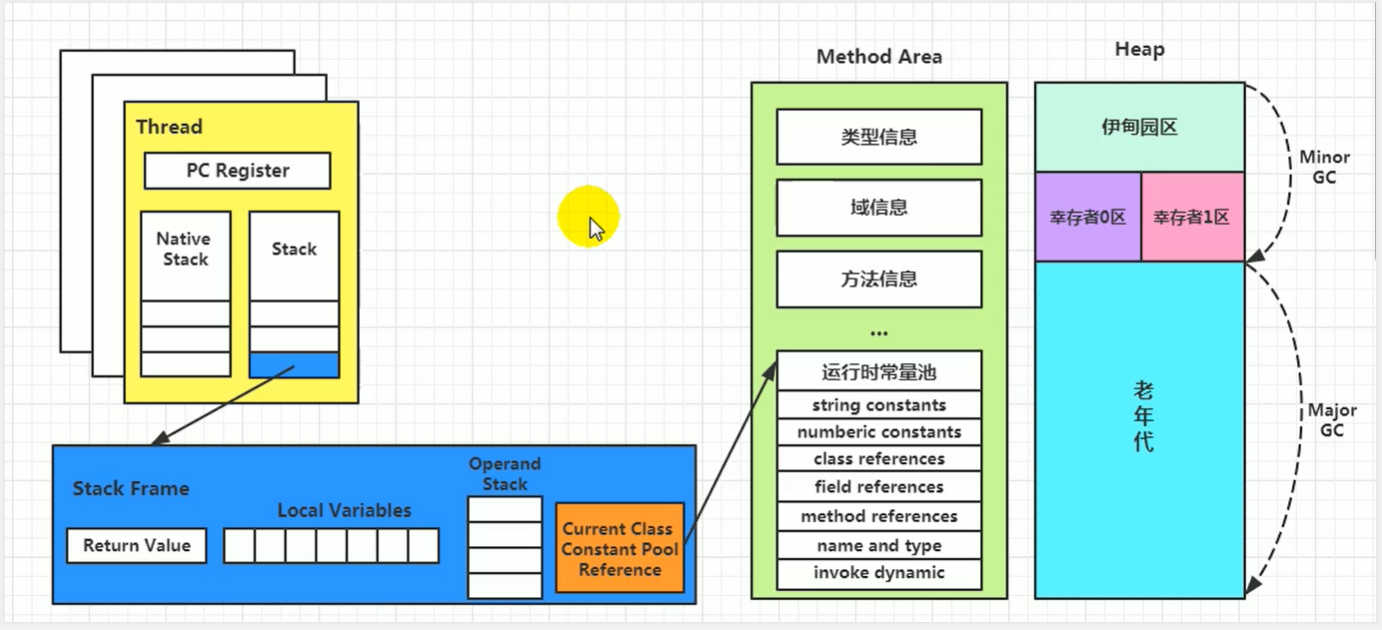 Thread
PC Register
Native
Stack
Stack
Stack Frame
Return Value
Local Variables
Operand
Stack
Current Class
Constant Pool
Reference
Method Area
类型信息
域信息
方法信息
...
运行时常量池
string constants
numberic constants
class references
field references
method references
name and type
invoke dynamic
Heap
伊甸园区
幸存者0区
幸存者1区
老
年
代
Minor
GC
Major
GC